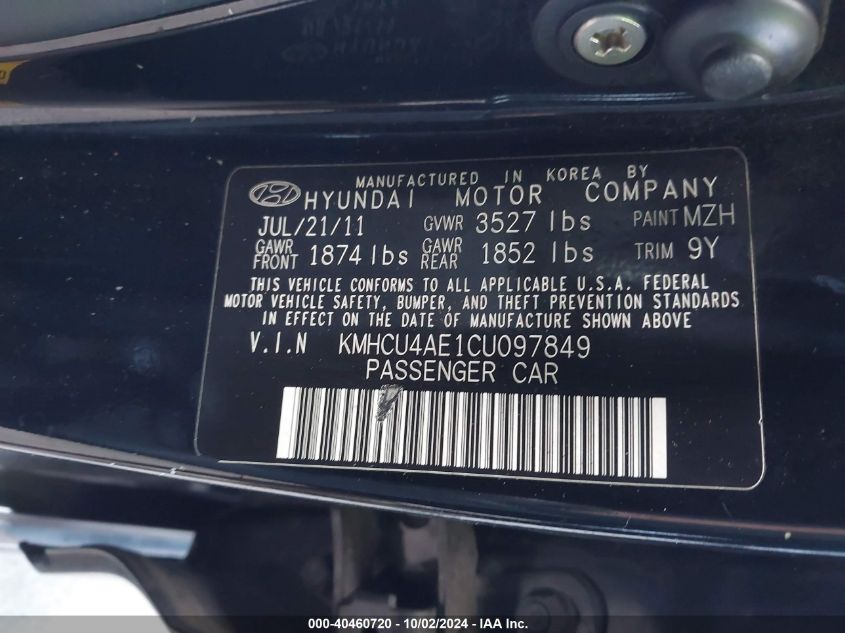 MANUFACTURED IN KOREA BY
HYUNDAI MOTOR COMPANY
JUL/21/11 GVWR 3527 lbs PAINT MZH
GAWR FRONT 1874 lbs GAWR REAR 1852 lbs TRIM 9Y
THIS VEHICLE CONFORMS TO ALL APPLICABLE U.S.A. FEDERAL
MOTOR VEHICLE SAFETY, BUMPER, AND THEFT PREVENTION STANDARDS
IN EFFECT ON THE DATE OF MANUFACTURE SHOWN ABOVE
V.I.N KMHCU4AE1CU097849
PASSENGER CAR
000-40460720 - 10/02/2024 - IAA Inc.